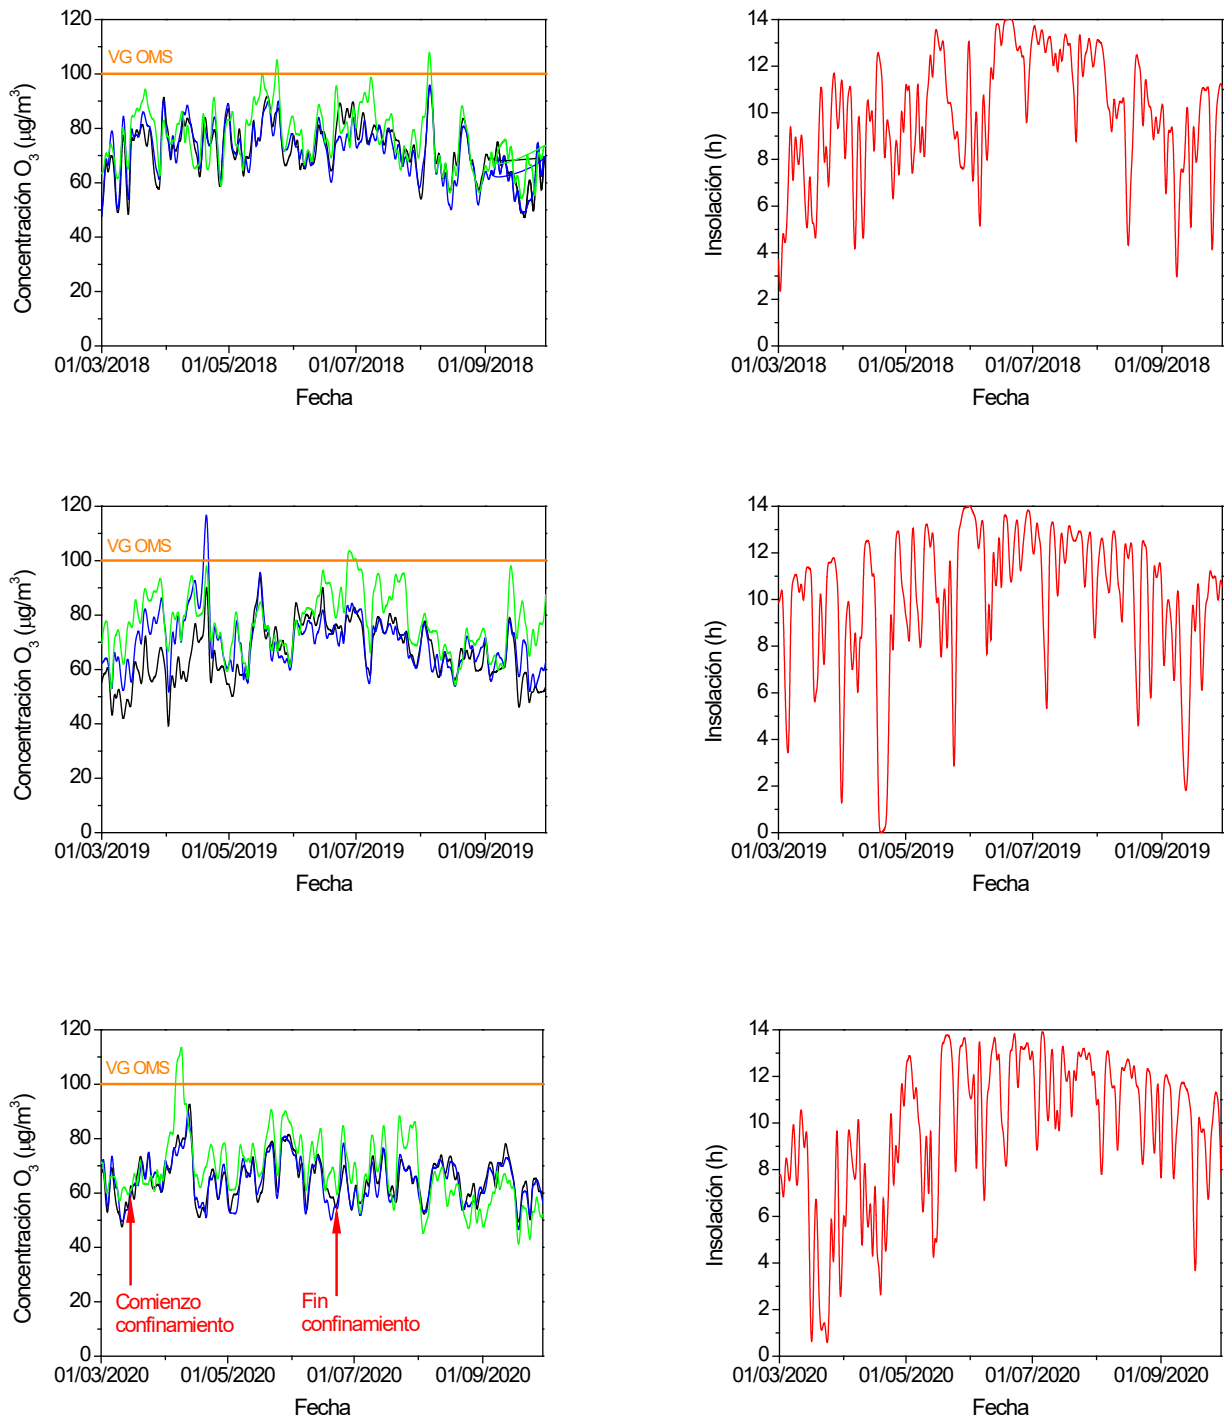 Concentración O3 (µg/m3)
120
100
80
60
40
20
0
VG OMS
01/03/2018 01/05/2018 01/07/2018 01/09/2018
Fecha
Insolación (h)
14
12
10
8
6
4
2
0
01/03/2018 01/05/2018 01/07/2018 01/09/2018
Fecha
Concentración O3 (µg/m3)
120
100
80
60
40
20
0
VG OMS
01/03/2019 01/05/2019 01/07/2019 01/09/2019
Fecha
Insolación (h)
14
12
10
8
6
4
2
0
01/03/2019 01/05/2019 01/07/2019 01/09/2019
Fecha
Concentración O3 (µg/m3)
120
100
80
60
40
20
0
VG OMS
Comienzo
confinamiento
Fin
confinamiento
01/03/2020 01/05/2020 01/07/2020 01/09/2020
Fecha
Insolación (h)
14
12
10
8
6
4
2
0
01/03/2020 01/05/2020 01/07/2020 01/09/2020
Fecha